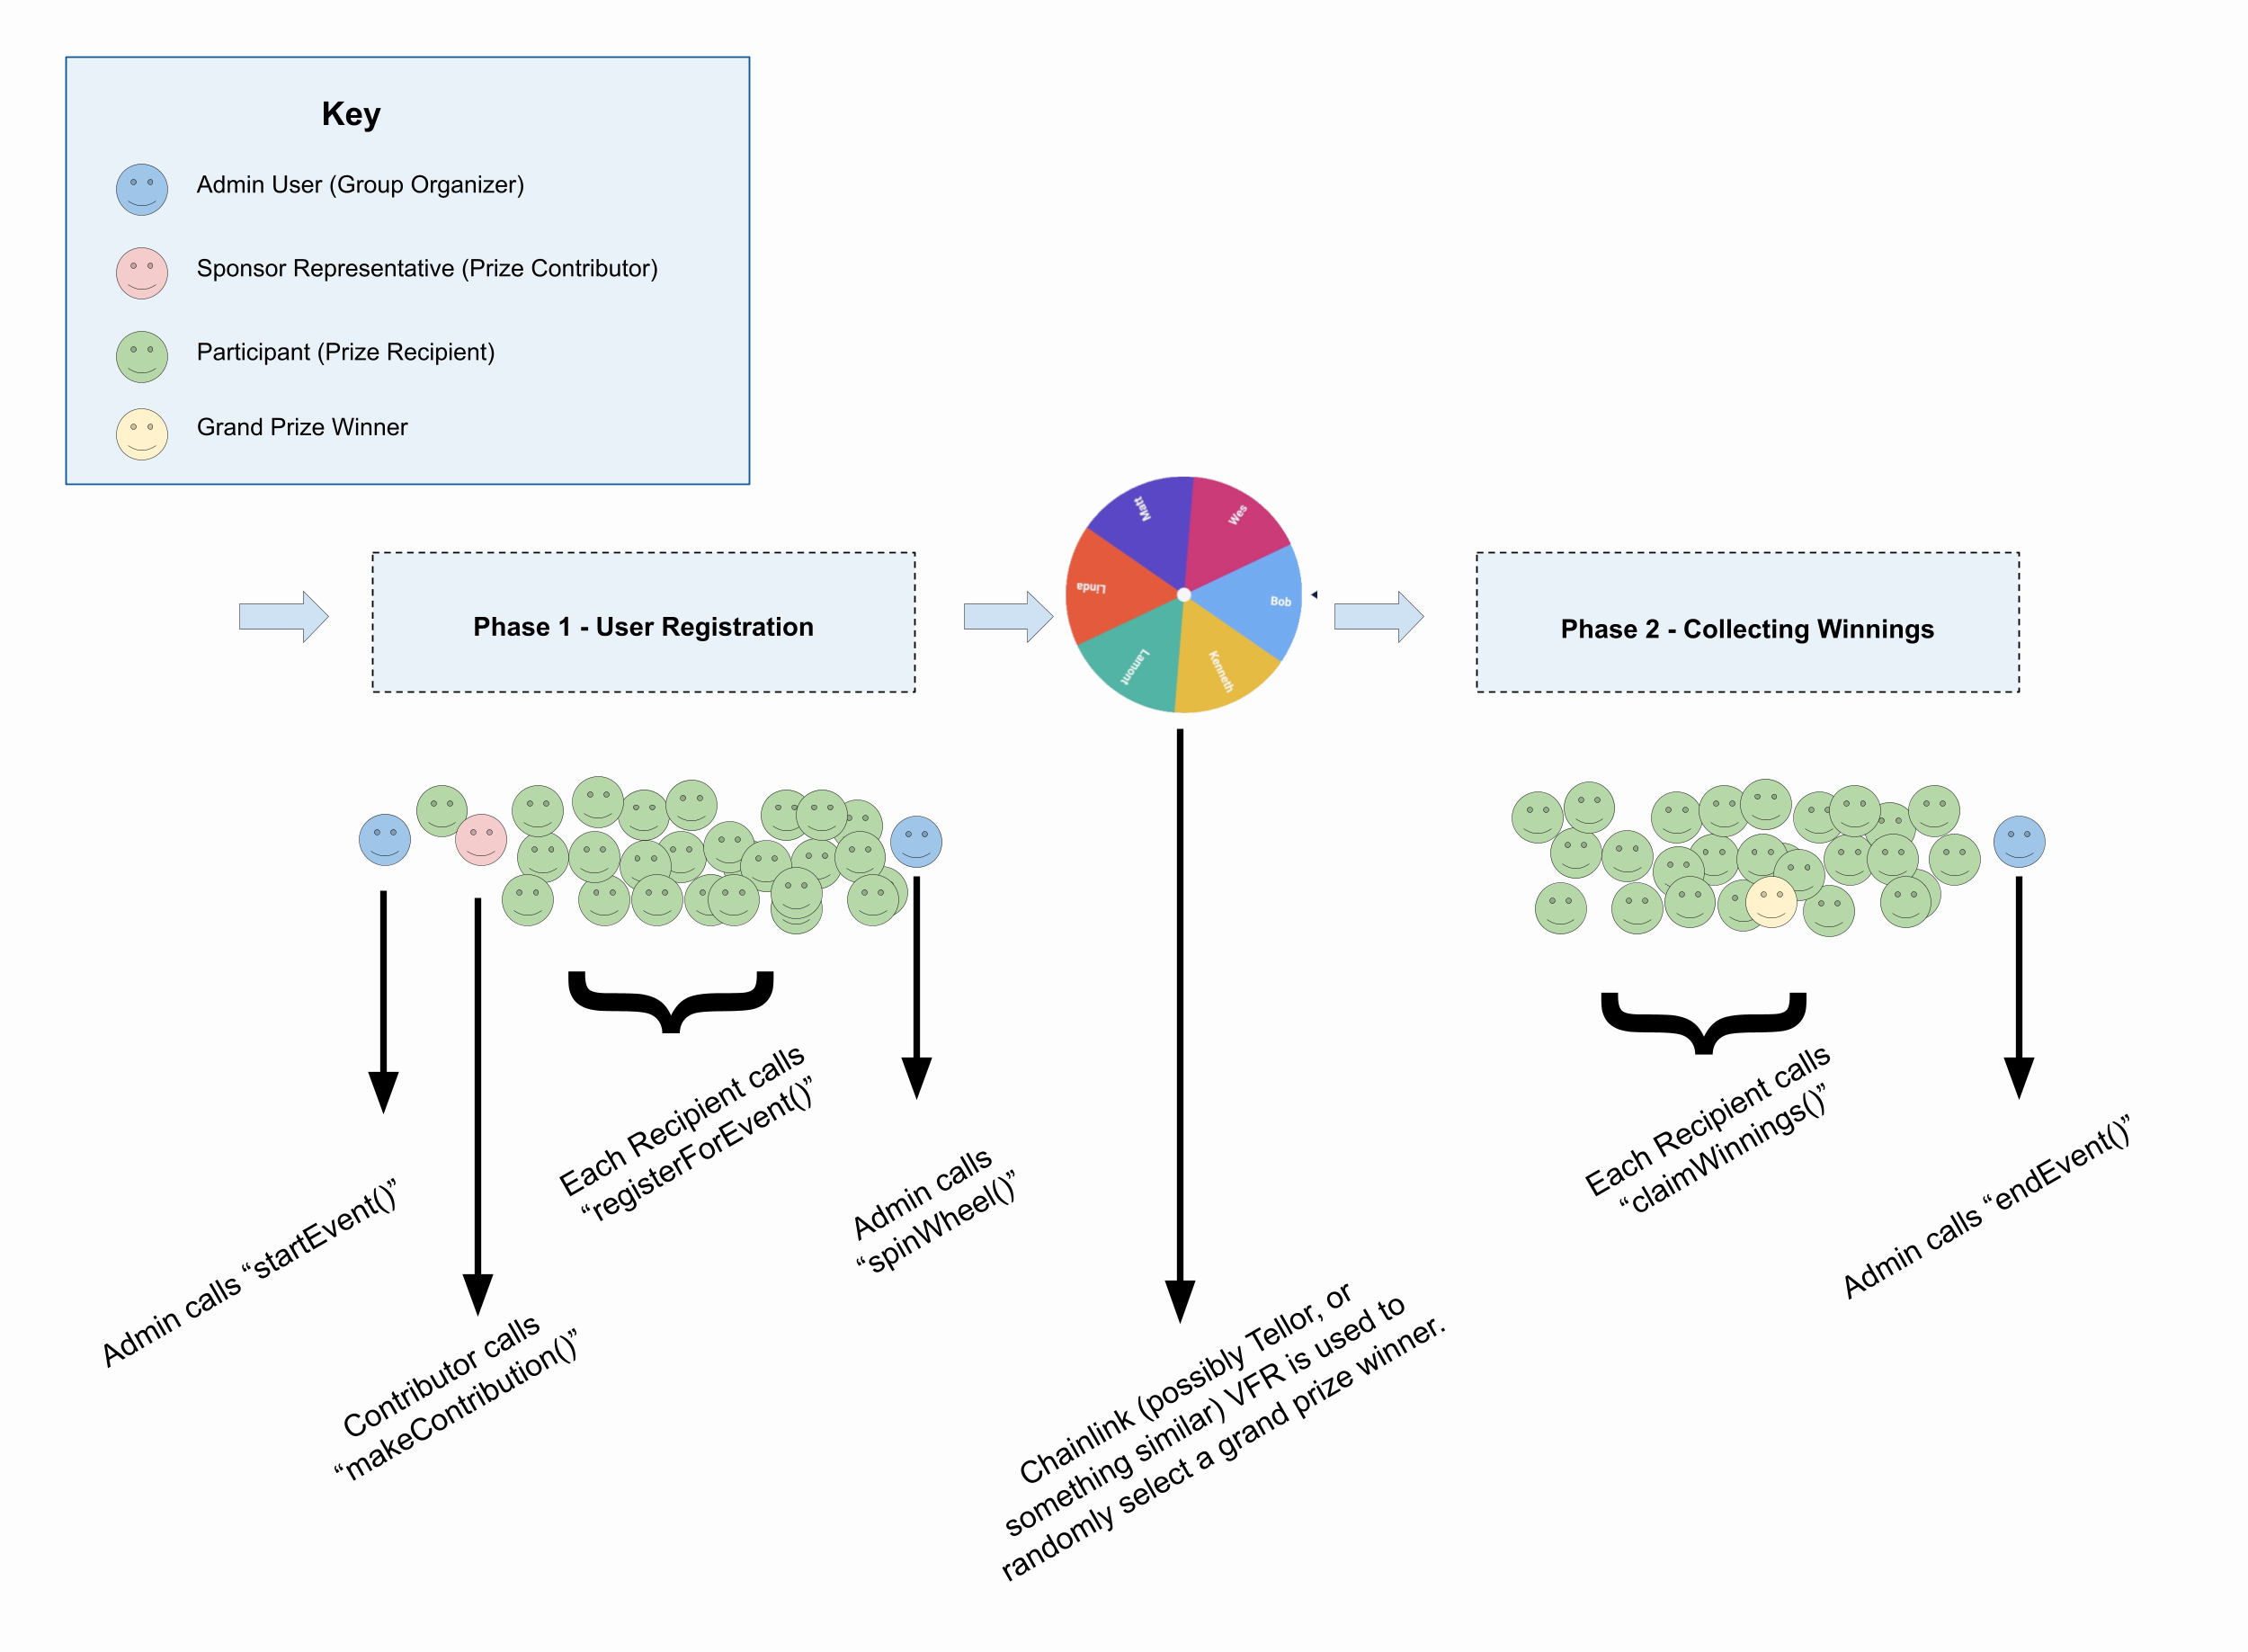 Key
Admin User (Group Organizer)
Sponsor Representative (Prize Contributor)
Participant (Prize Recipient)
Grand Prize Winner
Phase 1 - User Registration
Matt
Wes
Linda
Bob
Lamont
Kenneth
Phase 2 - Collecting Winnings
Admin calls “startEvent()”
Contributor calls
“makeContribution()”
Each Recipient calls
“registerForEvent()”
Admin calls
“spinWheel()”
Chainlink (possibly Tellor, or
something similar) VFR is used to
randomly select a grand prize winner.
Each Recipient calls
“claimWinnings()”
Admin calls “endEvent()”